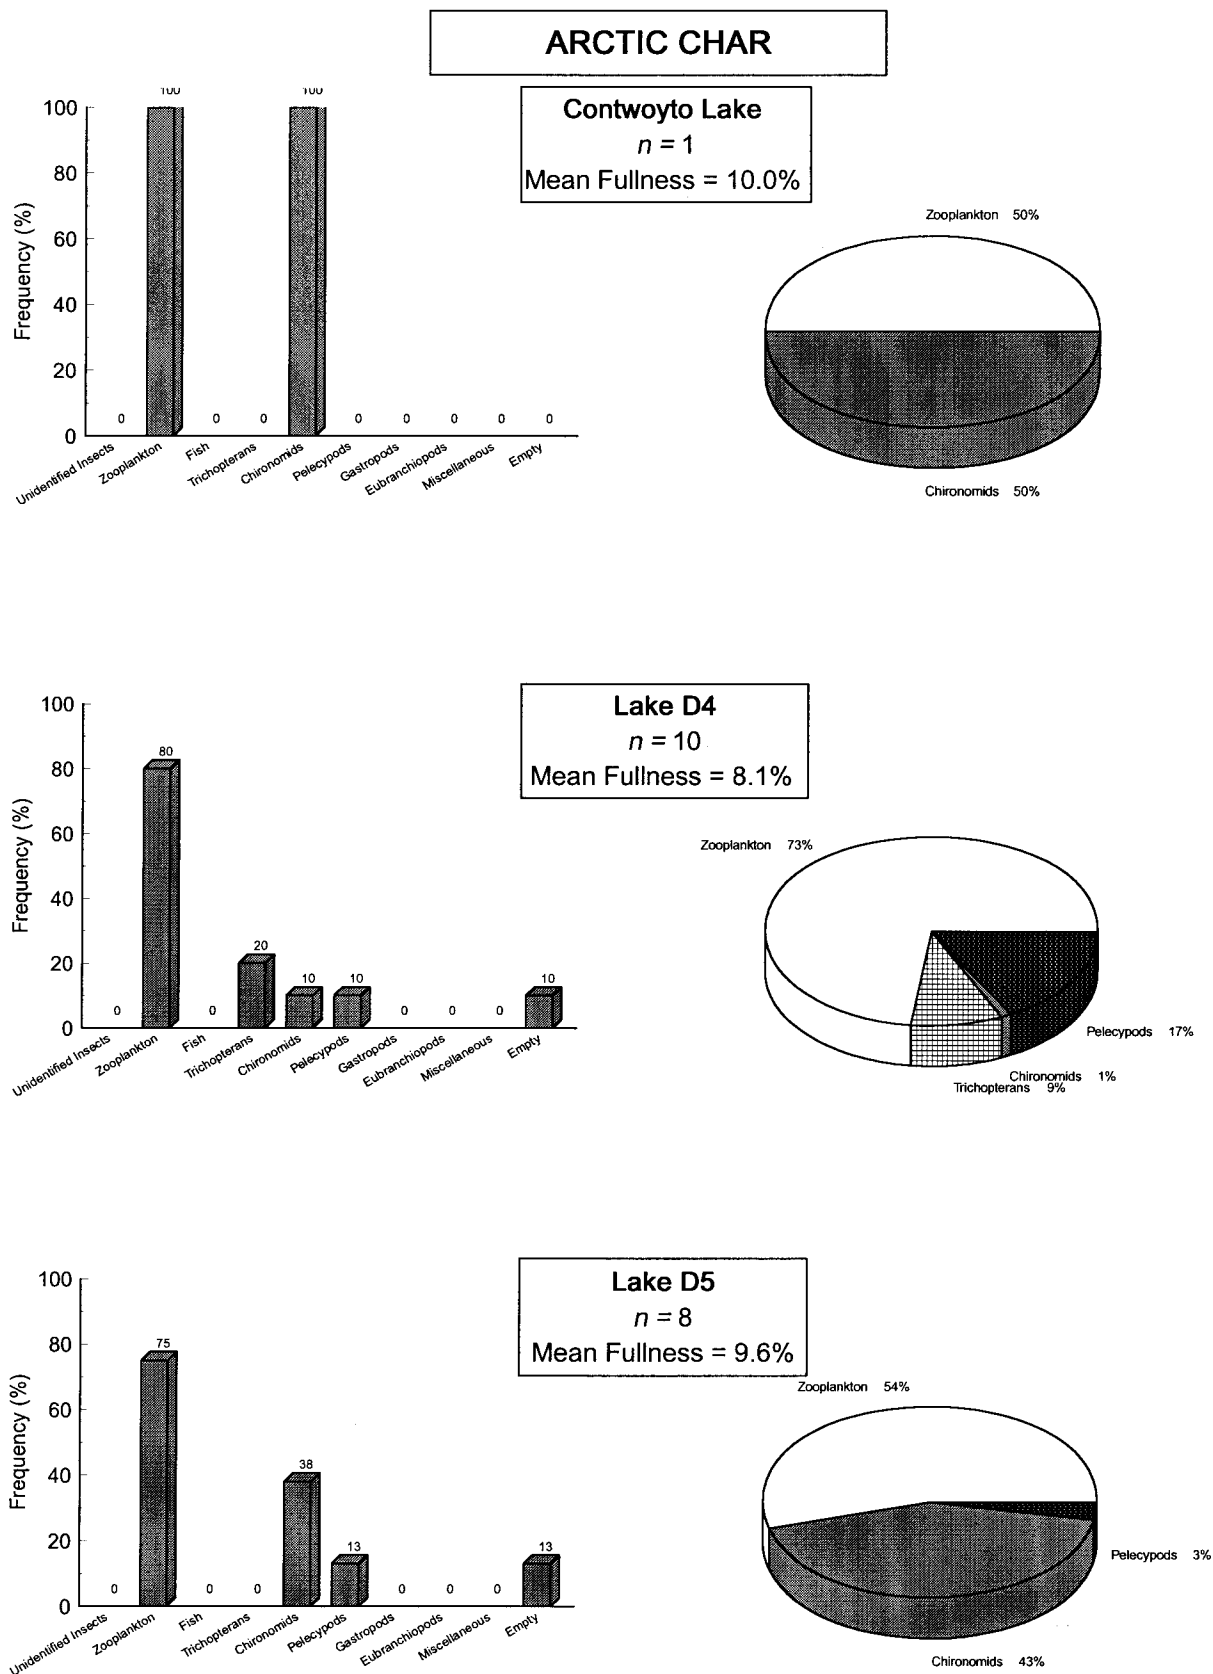 ARCTIC CHAR
Contwoyto Lake
n = 1
Mean Fullness = 10.0%
Frequency (%)
100
80
60
40
20
0
0 100 0 0 100 0 0 0 0 0
Unidentified Insects
Zooplankton
Fish
Trichopterans
Chironomids
Pelecypods
Gastropods
Eubranchiopods
Miscellaneous
Empty
Zooplankton 50%
Chironomids 50%
Lake D4
n = 10
Mean Fullness = 8.1%
Frequency (%)
100
80
60
40
20
0
0 80 0 20 10 10 0 0 0 10
Unidentified Insects
Zooplankton
Fish
Trichopterans
Chironomids
Pelecypods
Gastropods
Eubranchiopods
Miscellaneous
Empty
Zooplankton 73%
Pelecypods 17%
Chironomids 1%
Trichopterans 9%
Lake D5
n = 8
Mean Fullness = 9.6%
Frequency (%)
100
80
60
40
20
0
0 75 0 0 38 13 0 0 0 13
Unidentified Insects
Zooplankton
Fish
Trichopterans
Chironomids
Pelecypods
Gastropods
Eubranchiopods
Miscellaneous
Empty
Zooplankton 54%
Pelecypods 3%
Chironomids 43%